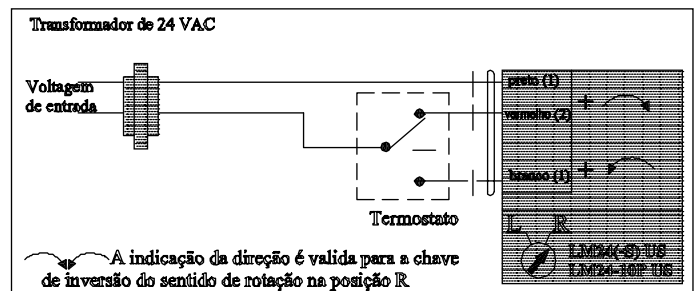 Transformador de 24 VAC
Voltagem
de entrada
preto (1)
+
vermelho (2)
branco (1)
+
Termostato
L R
LM24(-S) US
LM24-10P US
A indicação da direção é valida para a chave
de inversão do sentido de rotação na posição R